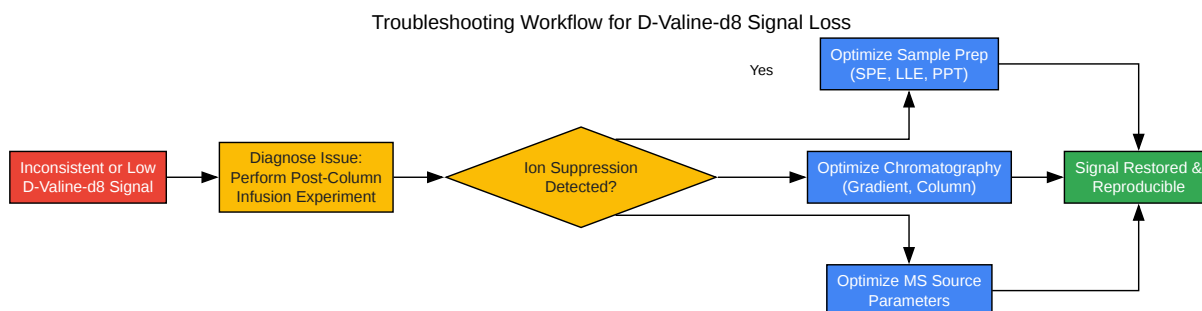 Troubleshooting Workflow for D-Valine-d8 Signal Loss
Yes
Optimize Sample Prep
(SPE, LLE, PPT)
Inconsistent or Low
D-Valine-d8 Signal
Diagnose Issue:
Perform Post-Column
Infusion Experiment
Ion Suppression
Detected?
Optimize Chromatography
(Gradient, Column)
Signal Restored &
Reproducible
Optimize MS Source
Parameters